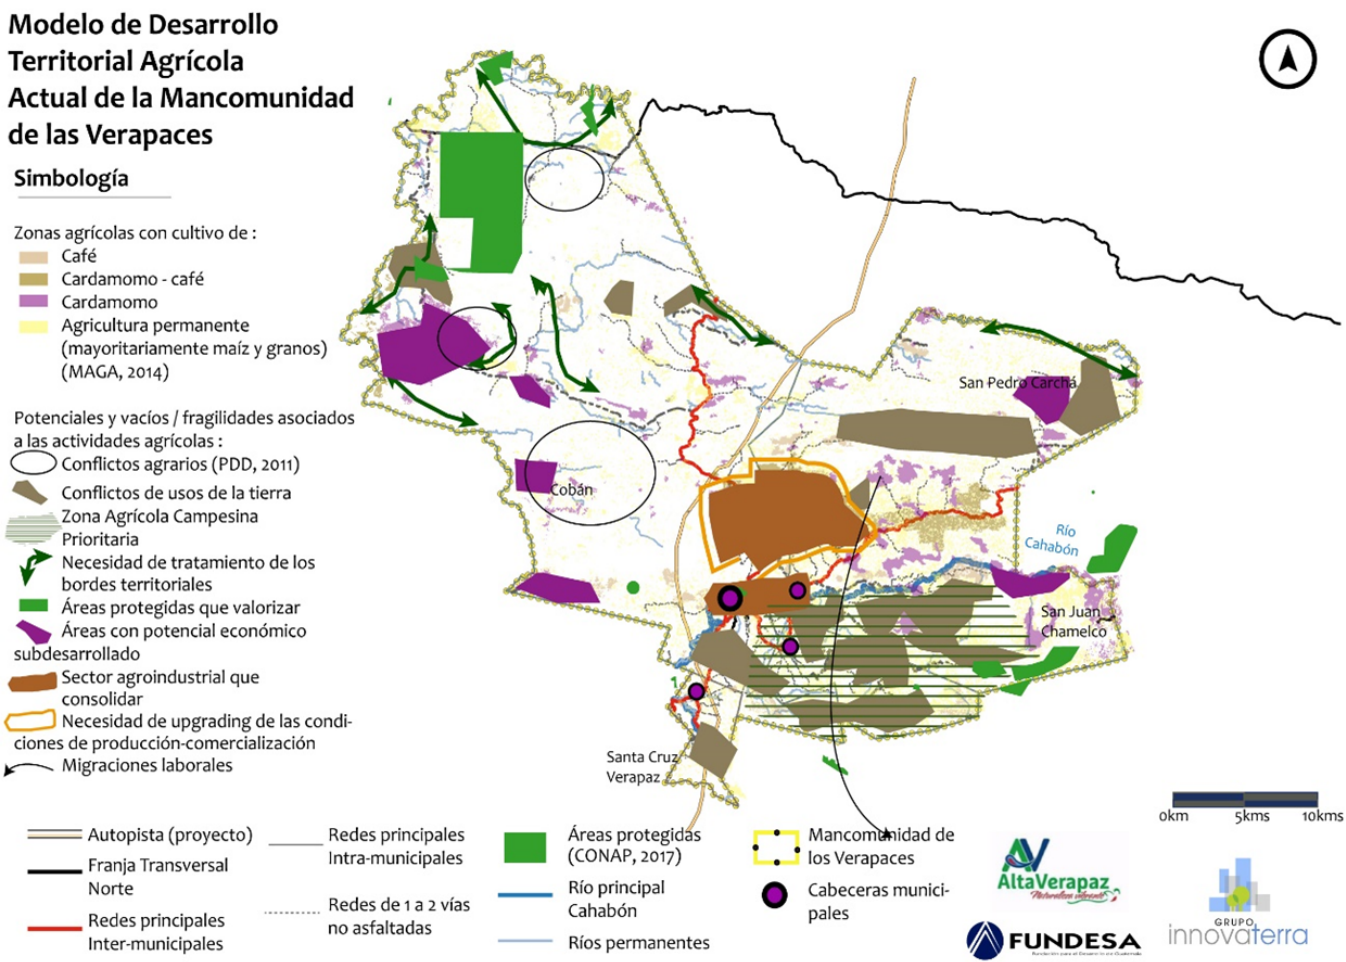 Modelo de Desarrollo
Territorial Agrícola
Actual de la Mancomunidad
de las Verapaces
Simbología
Zonas agrícolas con cultivo de :
Café
Cardamomo - café
Cardamomo
Agricultura permanente
(mayoritariamente maíz y granos)
(MAGA, 2014)
Potenciales y vacíos / fragilidades asociados
a las actividades agrícolas :
Conflictos agrarios (PDD, 2011)
Conflictos de usos de la tierra
Zona Agrícola Campesina
Prioritaria
Necesidad de tratamiento de los
bordes territoriales
Áreas protegidas que valorizar
Áreas con potencial económico
subdesarrollado
Sector agroindustrial que
consolidar
Necesidad de upgrading de las condi-
ciones de producción-comercialización
Migraciones laborales
San Pedro Carchá
Cobán
Río
Cahabón
San Juan
Chamelco
Santa Cruz
Verapaz
0km 5kms 10kms
Autopista (proyecto)
Franja Transversal
Norte
Redes principales
Inter-municipales
Redes principales
Intra-municipales
Redes de 1 a 2 vías
no asfaltadas
Áreas protegidas
(CONAP, 2017)
Río principal
Cahabón
Ríos permanentes
Mancomunidad de
los Verapaces
Cabeceras munici-
pales
AV
AltaVerapaz
FUNDESA
Fundación para el Desarrollo de Guatemala
GRUPO
innovaterra